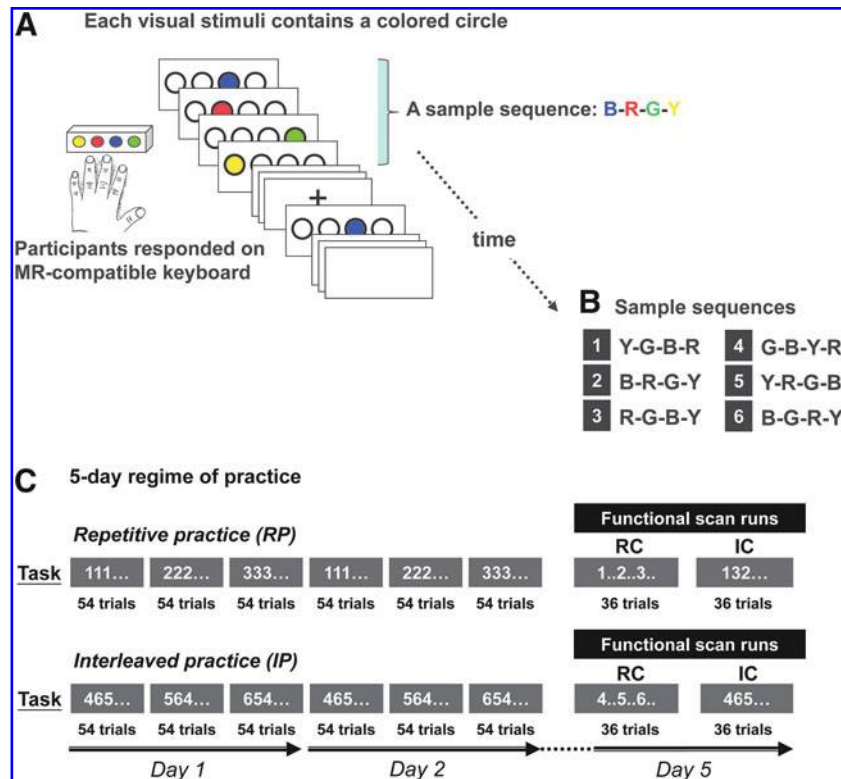 A Each visual stimuli contains a colored circle
A sample sequence: B-R-G-Y
+
Participants responded on
MR-compatible keyboard
time
B Sample sequences
1 Y-G-B-R 4 G-B-Y-R
2 B-R-G-Y 5 Y-R-G-B
3 R-G-B-Y 6 B-G-R-Y
C 5-day regime of practice
Repetitive practice (RP) Functional scan runs
RC IC
Task 111... 222... 333... 111... 222... 333... 1..2..3.. 132...
54 trials 54 trials 54 trials 54 trials 54 trials 54 trials 36 trials 36 trials
Interleaved practice (IP) Functional scan runs
RC IC
Task 465... 564... 654... 465... 564... 654... 4..5..6.. 465...
54 trials 54 trials 54 trials 54 trials 54 trials 54 trials 36 trials 36 trials
Day 1 Day 2 Day 5